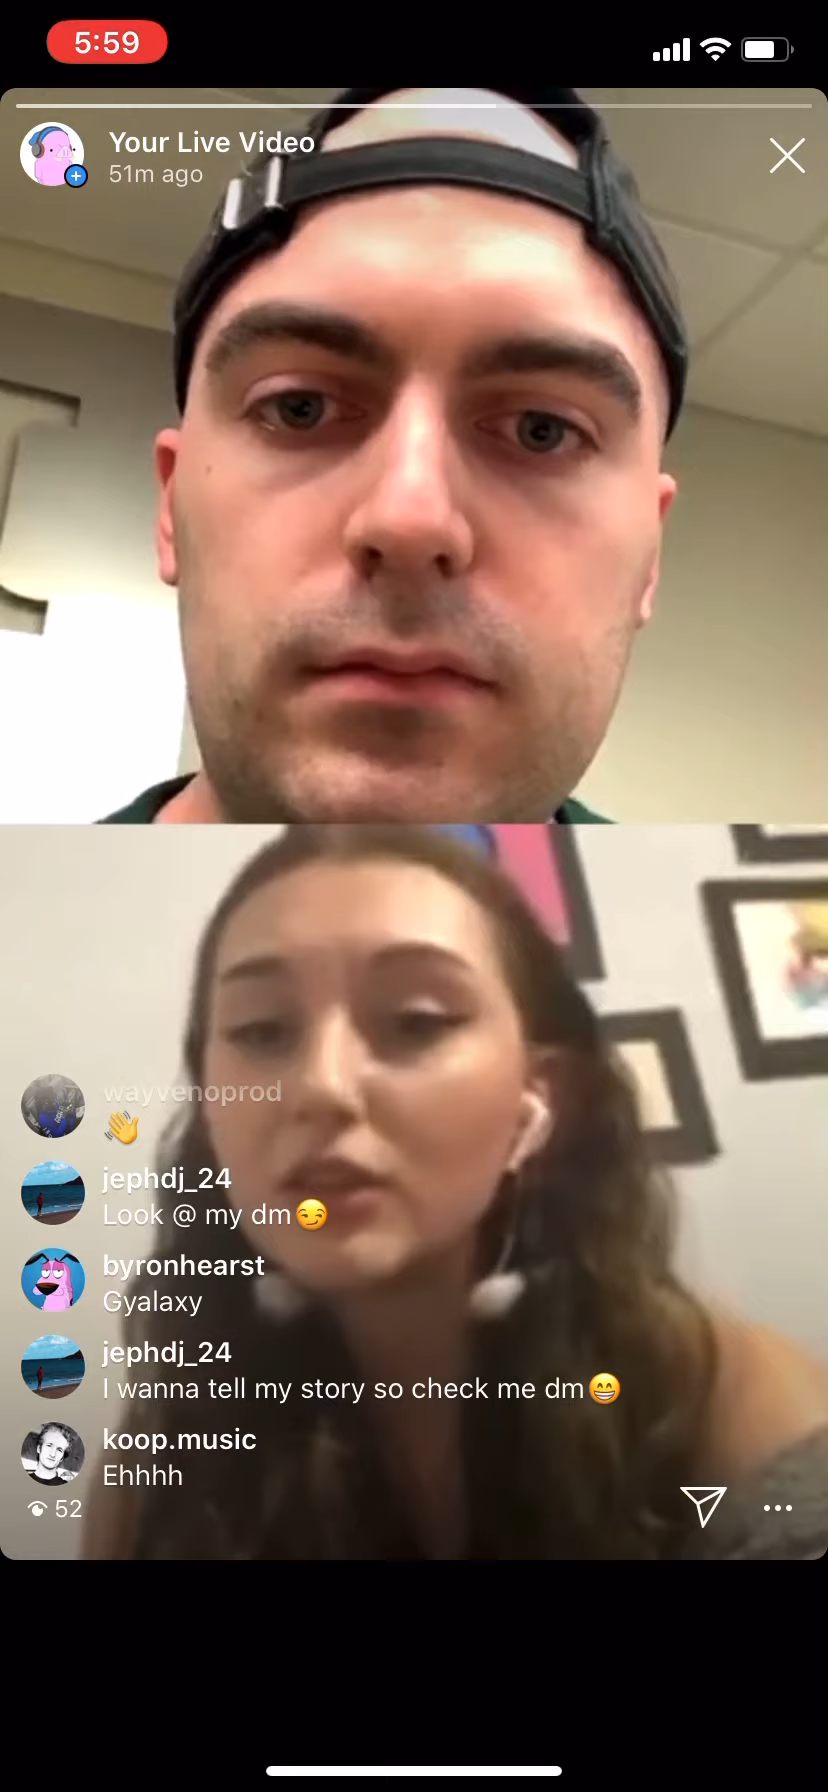 5:59
Your Live Video
51m ago
wayvenoprod
👋
jephdj_24
Look @ my dm😏
byronhearst
Gyalaxy
jephdj_24
I wanna tell my story so check me dm😁
koop.music
Ehhhh
52